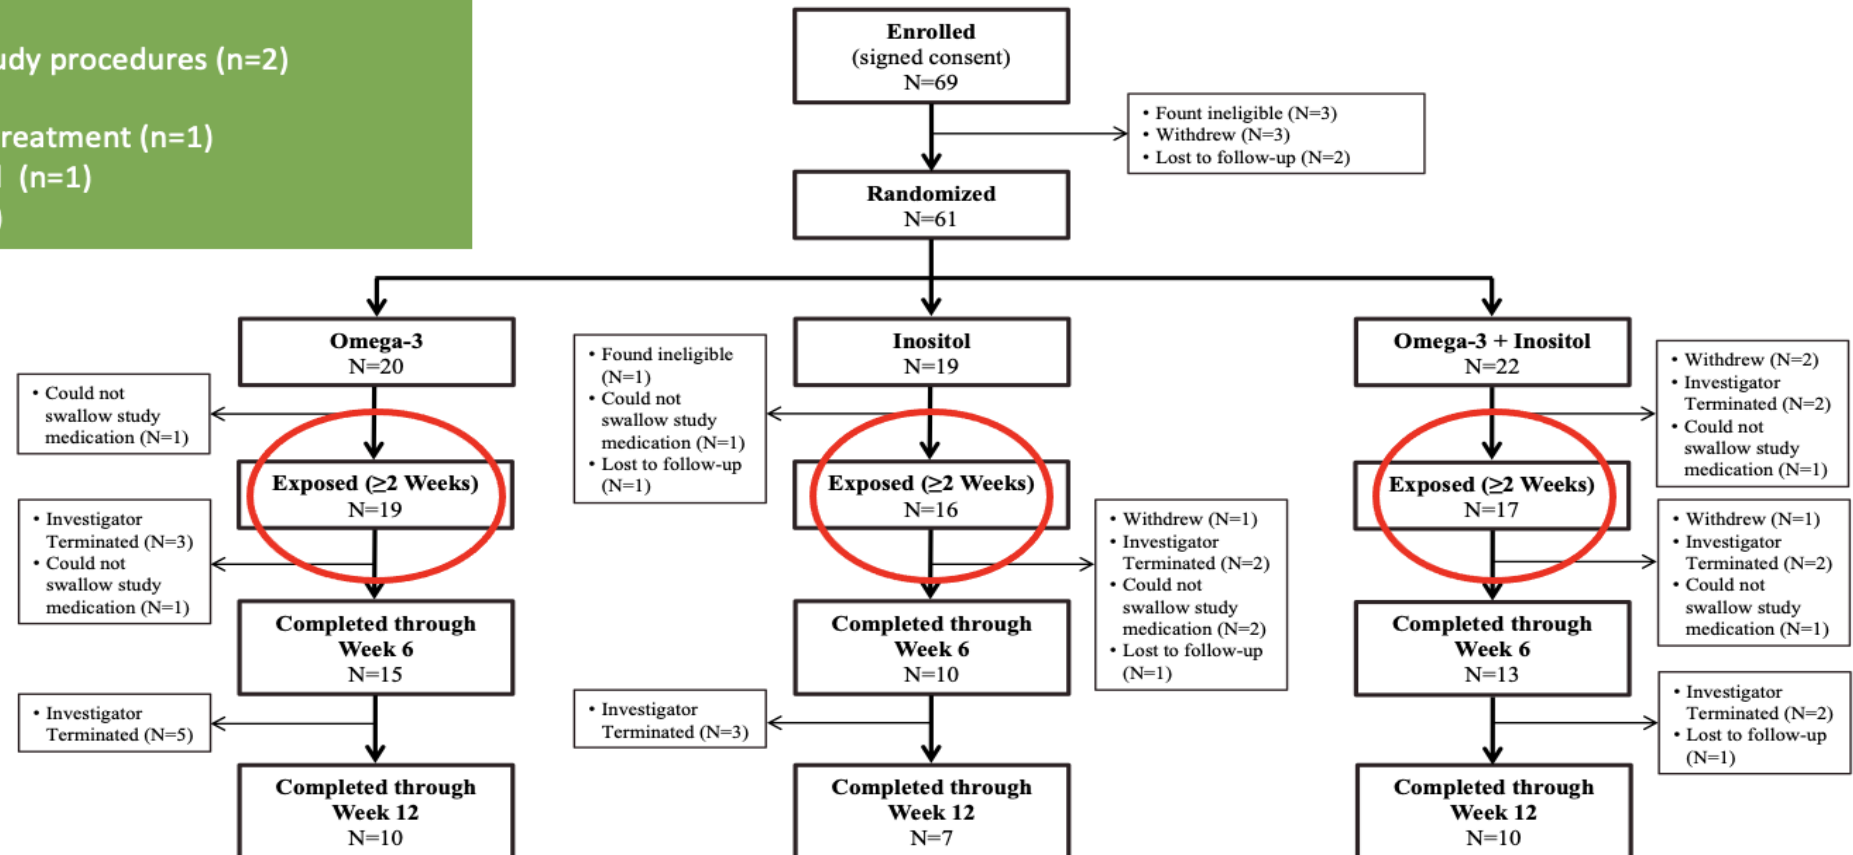 udy procedures (n=2)
reatment (n=1)
(n=1)
)
Enrolled
(signed consent)
N=69
• Fount ineligible (N=3)
• Withdrew (N=3)
• Lost to follow-up (N=2)
Randomized
N=61
Omega-3
N=20
• Could not
swallow study
medication (N=1)
Exposed (≥2 Weeks)
N=19
• Investigator
Terminated (N=3)
• Could not
swallow study
medication (N=1)
Completed through
Week 6
N=15
• Investigator
Terminated (N=5)
Completed through
Week 12
N=10
Inositol
N=19
• Found ineligible
(N=1)
• Could not
swallow study
medication (N=1)
• Lost to follow-up
(N=1)
Exposed (≥2 Weeks)
N=16
• Withdrew (N=1)
• Investigator
Terminated (N=2)
• Could not
swallow study
medication (N=2)
• Lost to follow-up
(N=1)
Completed through
Week 6
N=10
• Investigator
Terminated (N=3)
Completed through
Week 12
N=7
Omega-3 + Inositol
N=22
• Withdrew (N=2)
• Investigator
Terminated (N=2)
• Could not
swallow study
medication (N=1)
Exposed (≥2 Weeks)
N=17
• Withdrew (N=1)
• Investigator
Terminated (N=2)
• Could not
swallow study
medication (N=1)
Completed through
Week 6
N=13
• Investigator
Terminated (N=2)
• Lost to follow-up
(N=1)
Completed through
Week 12
N=10